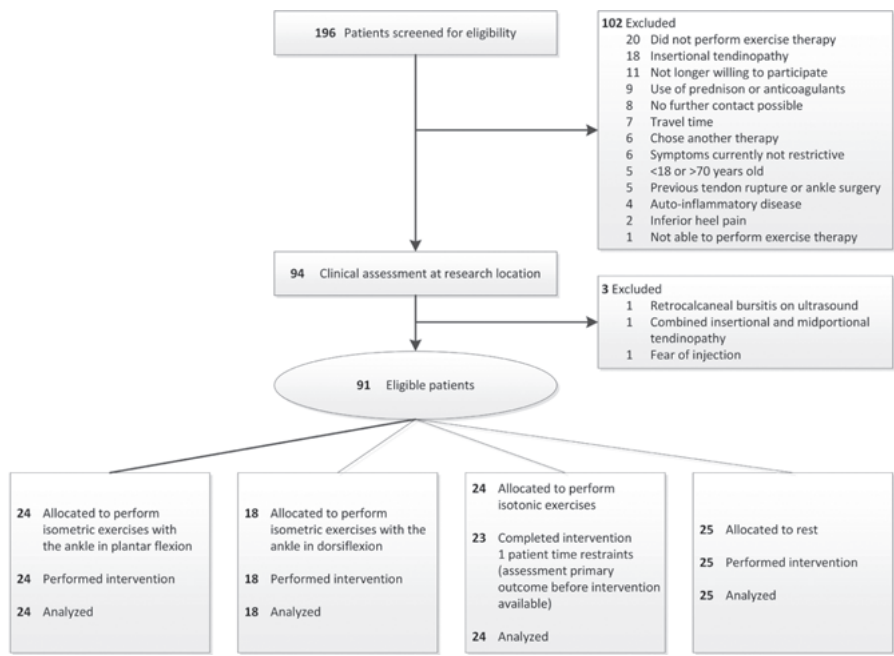 196 Patients screened for eligibility
102 Excluded
20 Did not perform exercise therapy
18 Insertional tendinopathy
11 Not longer willing to participate
9 Use of prednison or anticoagulants
8 No further contact possible
7 Travel time
6 Chose another therapy
6 Symptoms currently not restrictive
5 <18 or >70 years old
5 Previous tendon rupture or ankle surgery
4 Auto-inflammatory disease
2 Inferior heel pain
1 Not able to perform exercise therapy
94 Clinical assessment at research location
3 Excluded
1 Retrocalcaneal bursitis on ultrasound
1 Combined insertional and midportional
tendinopathy
1 Fear of injection
91 Eligible patients
24 Allocated to perform
isometric exercises with
the ankle in plantar flexion
24 Performed intervention
24 Analyzed
18 Allocated to perform
isometric exercises with the
ankle in dorsiflexion
18 Performed intervention
18 Analyzed
24 Allocated to perform
isotonic exercises
23 Completed intervention
1 patient time restraints
(assessment primary
outcome before intervention
available)
24 Analyzed
25 Allocated to rest
25 Performed intervention
25 Analyzed